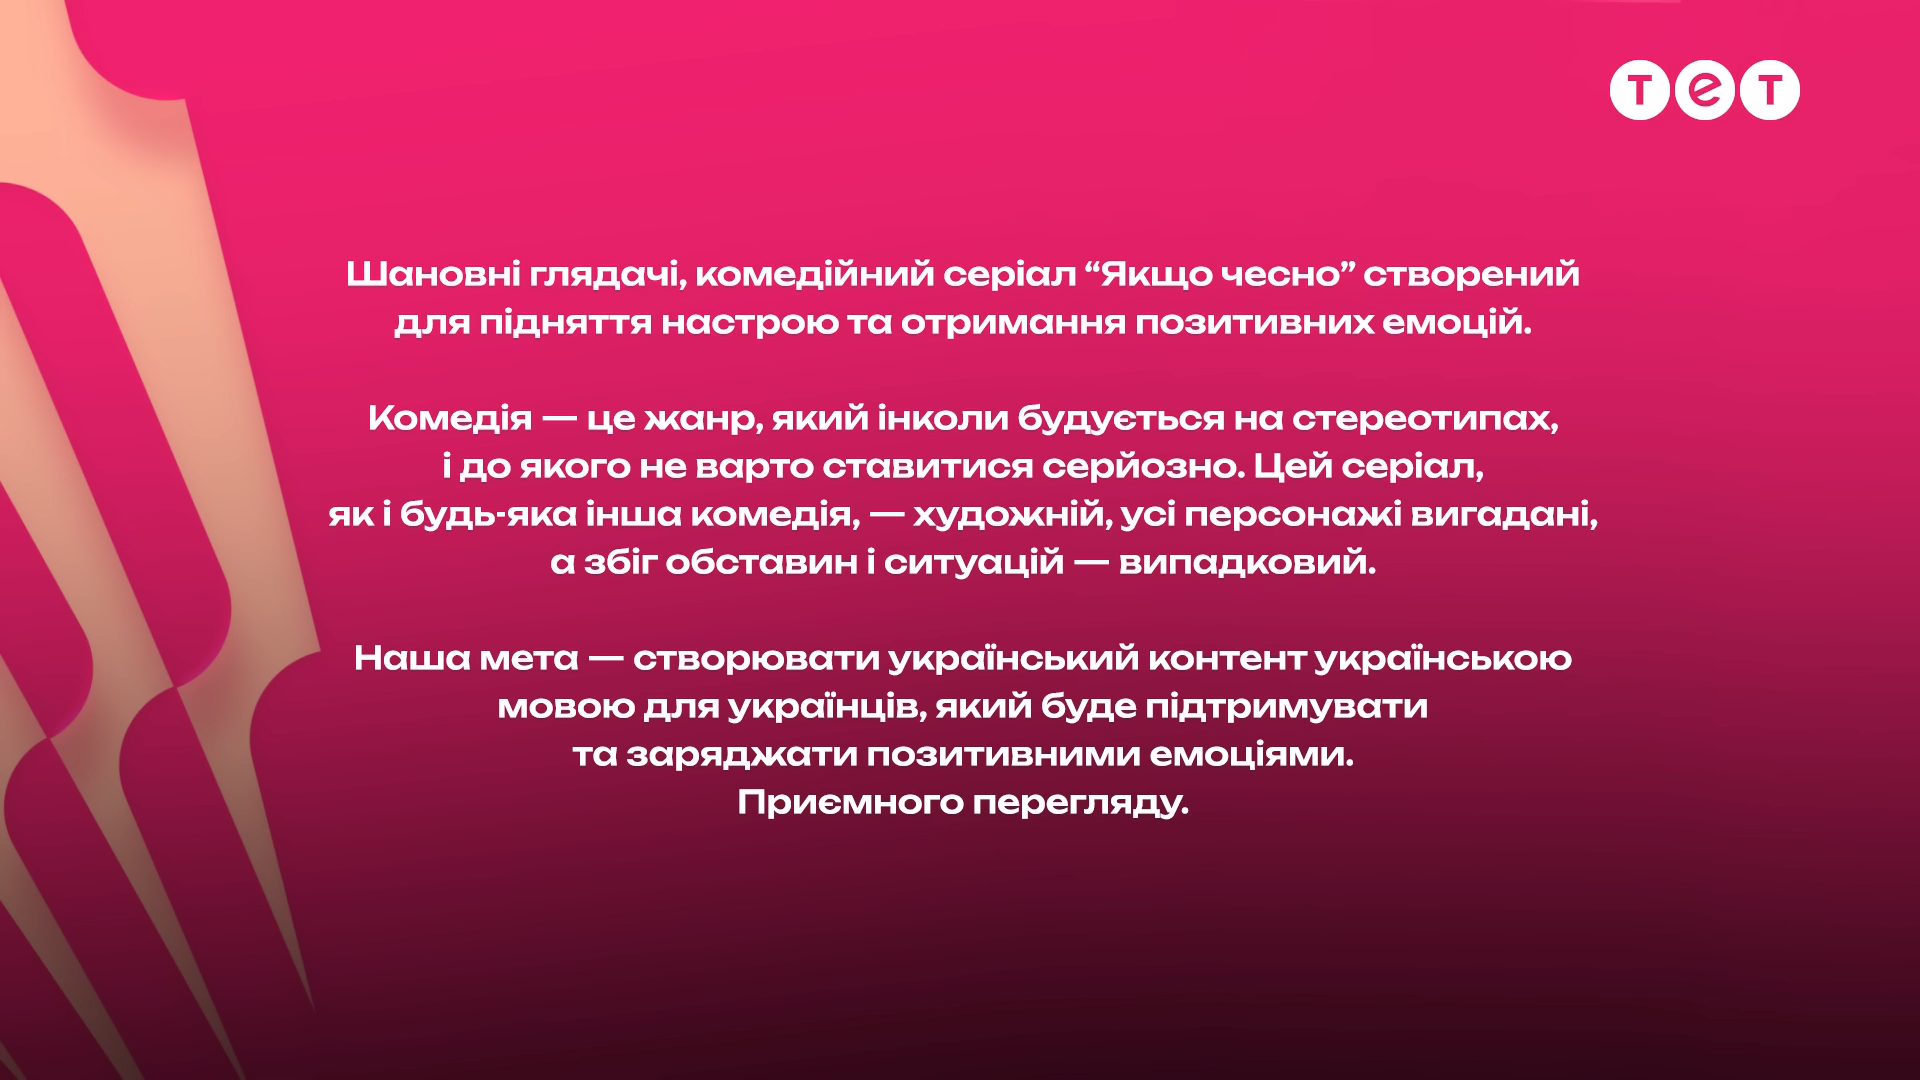 тет
Шановні глядачі, комедійний серіал “Якщо чесно” створений
для підняття настрою та отримання позитивних емоцій.
Комедія — це жанр, який інколи будується на стереотипах,
і до якого не варто ставитися серйозно. Цей серіал,
як і будь-яка інша комедія, — художній, усі персонажі вигадані,
а збіг обставин і ситуацій — випадковий.
Наша мета — створювати український контент українською
мовою для українців, який буде підтримувати
та заряджати позитивними емоціями.
Приємного перегляду.